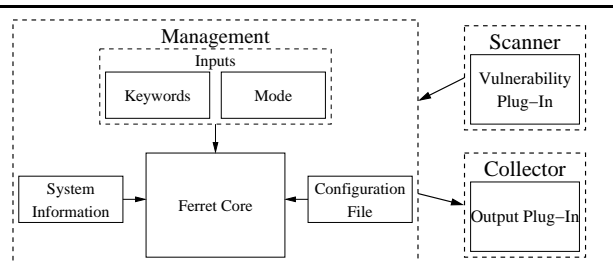 Management
Inputs
Keywords
Mode
System
Information
Ferret Core
Configuration
File
Scanner
Vulnerability
Plug−In
Collector
Output Plug−In